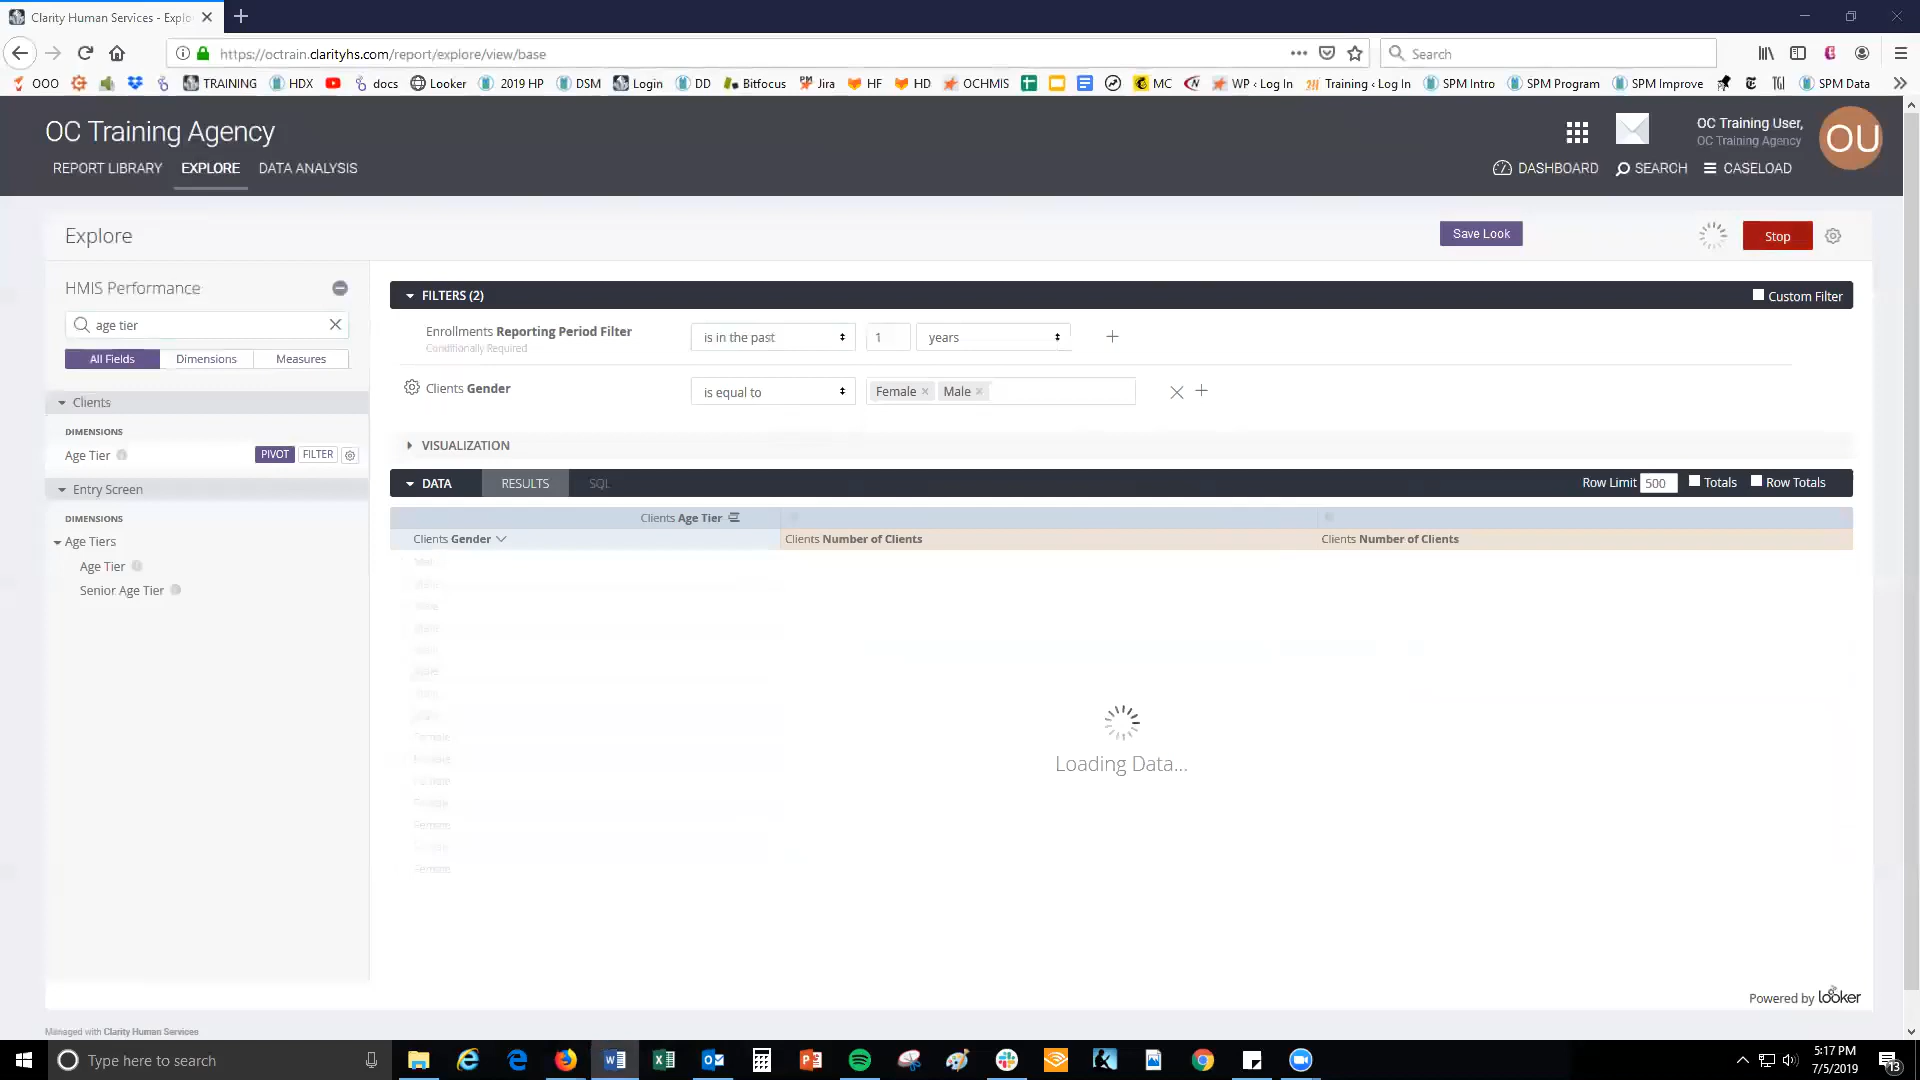 Clarity Human Services - Explo
https://octrain.clarityhs.com/report/explore/view/base
Search
OOO TRAINING HDX docs Looker 2019 HP DSM Login DD Bitfocus Jira HF HD OCHMIS MC WP ‹ Log In Training ‹ Log In SPM Intro SPM Program SPM Improve SPM Data
OC Training Agency
OC Training User,
OC Training Agency
OU
REPORT LIBRARY EXPLORE DATA ANALYSIS
DASHBOARD SEARCH CASELOAD
Explore
Save Look
Stop
HMIS Performance
age tier
All Fields Dimensions Measures
Clients
DIMENSIONS
Age Tier PIVOT FILTER
Entry Screen
DIMENSIONS
Age Tiers
Age Tier
Senior Age Tier
FILTERS (2)
Custom Filter
Enrollments Reporting Period Filter is in the past 1 years
Conditionally Required
Clients Gender is equal to Female Male
VISUALIZATION
DATA RESULTS SQL Row Limit 500 Totals Row Totals
Clients Age Tier
Clients Gender Clients Number of Clients Clients Number of Clients
Female
Female
Female
Loading Data...
Powered by looker
Managed with Clarity Human Services
Type here to search
5:17 PM
7/5/2019
13